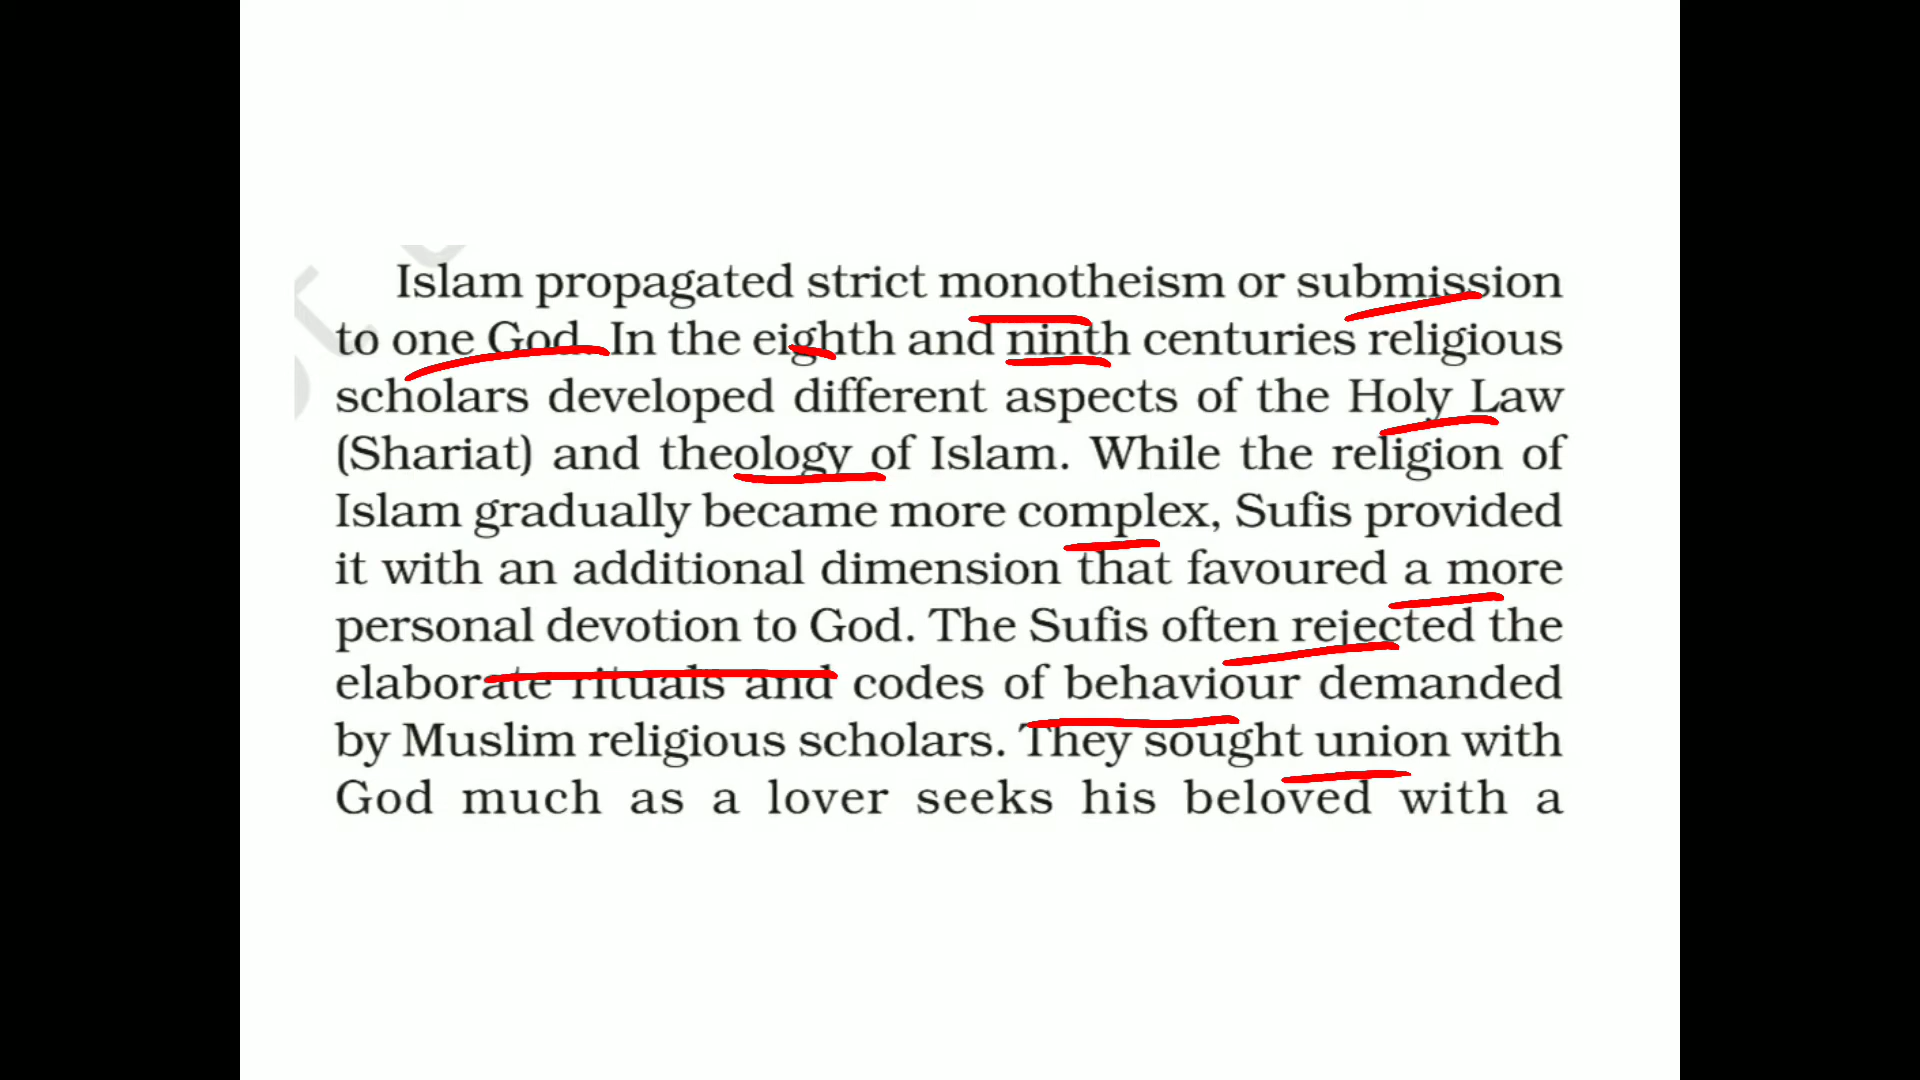 Islam propagated strict monotheism or submission
to one God. In the eighth and ninth centuries religious
scholars developed different aspects of the Holy Law
(Shariat) and theology of Islam. While the religion of
Islam gradually became more complex, Sufis provided
it with an additional dimension that favoured a more
personal devotion to God. The Sufis often rejected the
elaborate rituals and codes of behaviour demanded
by Muslim religious scholars. They sought union with
God much as a lover seeks his beloved with a